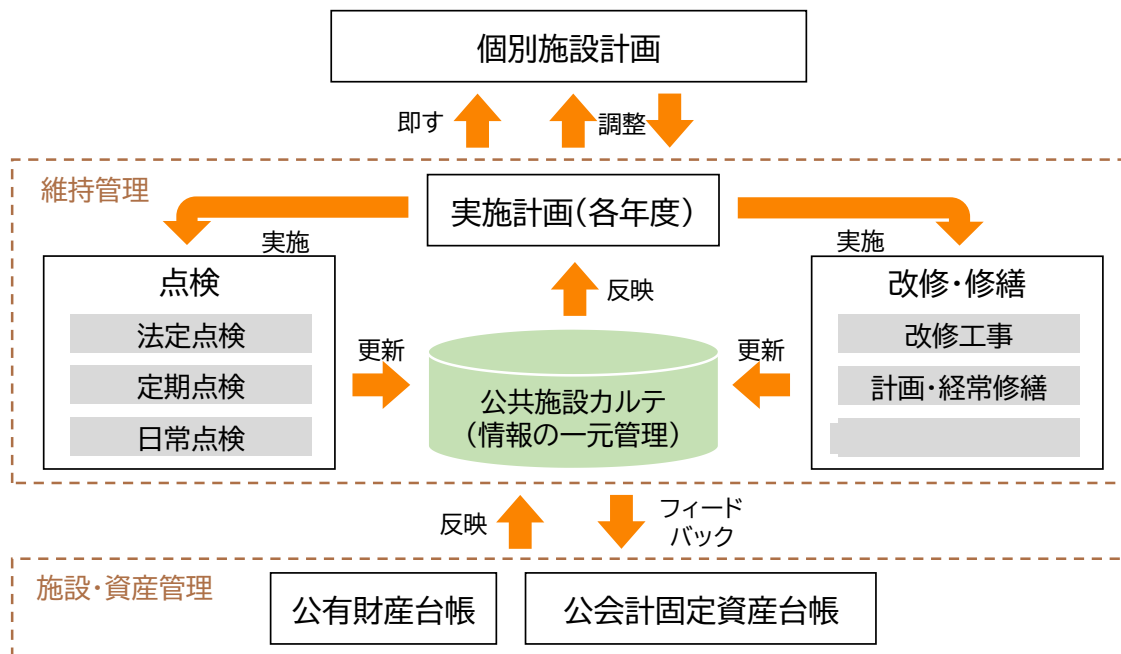 個別施設計画
即す
調整
維持管理
実施計画(各年度)
実施
実施
点検
法定点検
定期点検
日常点検
反映
改修・修繕
改修工事
計画・経常修繕
更新
更新
公共施設カルテ
(情報の一元管理)
反映
フィード
バック
施設・資産管理
公有財産台帳
公会計固定資産台帳